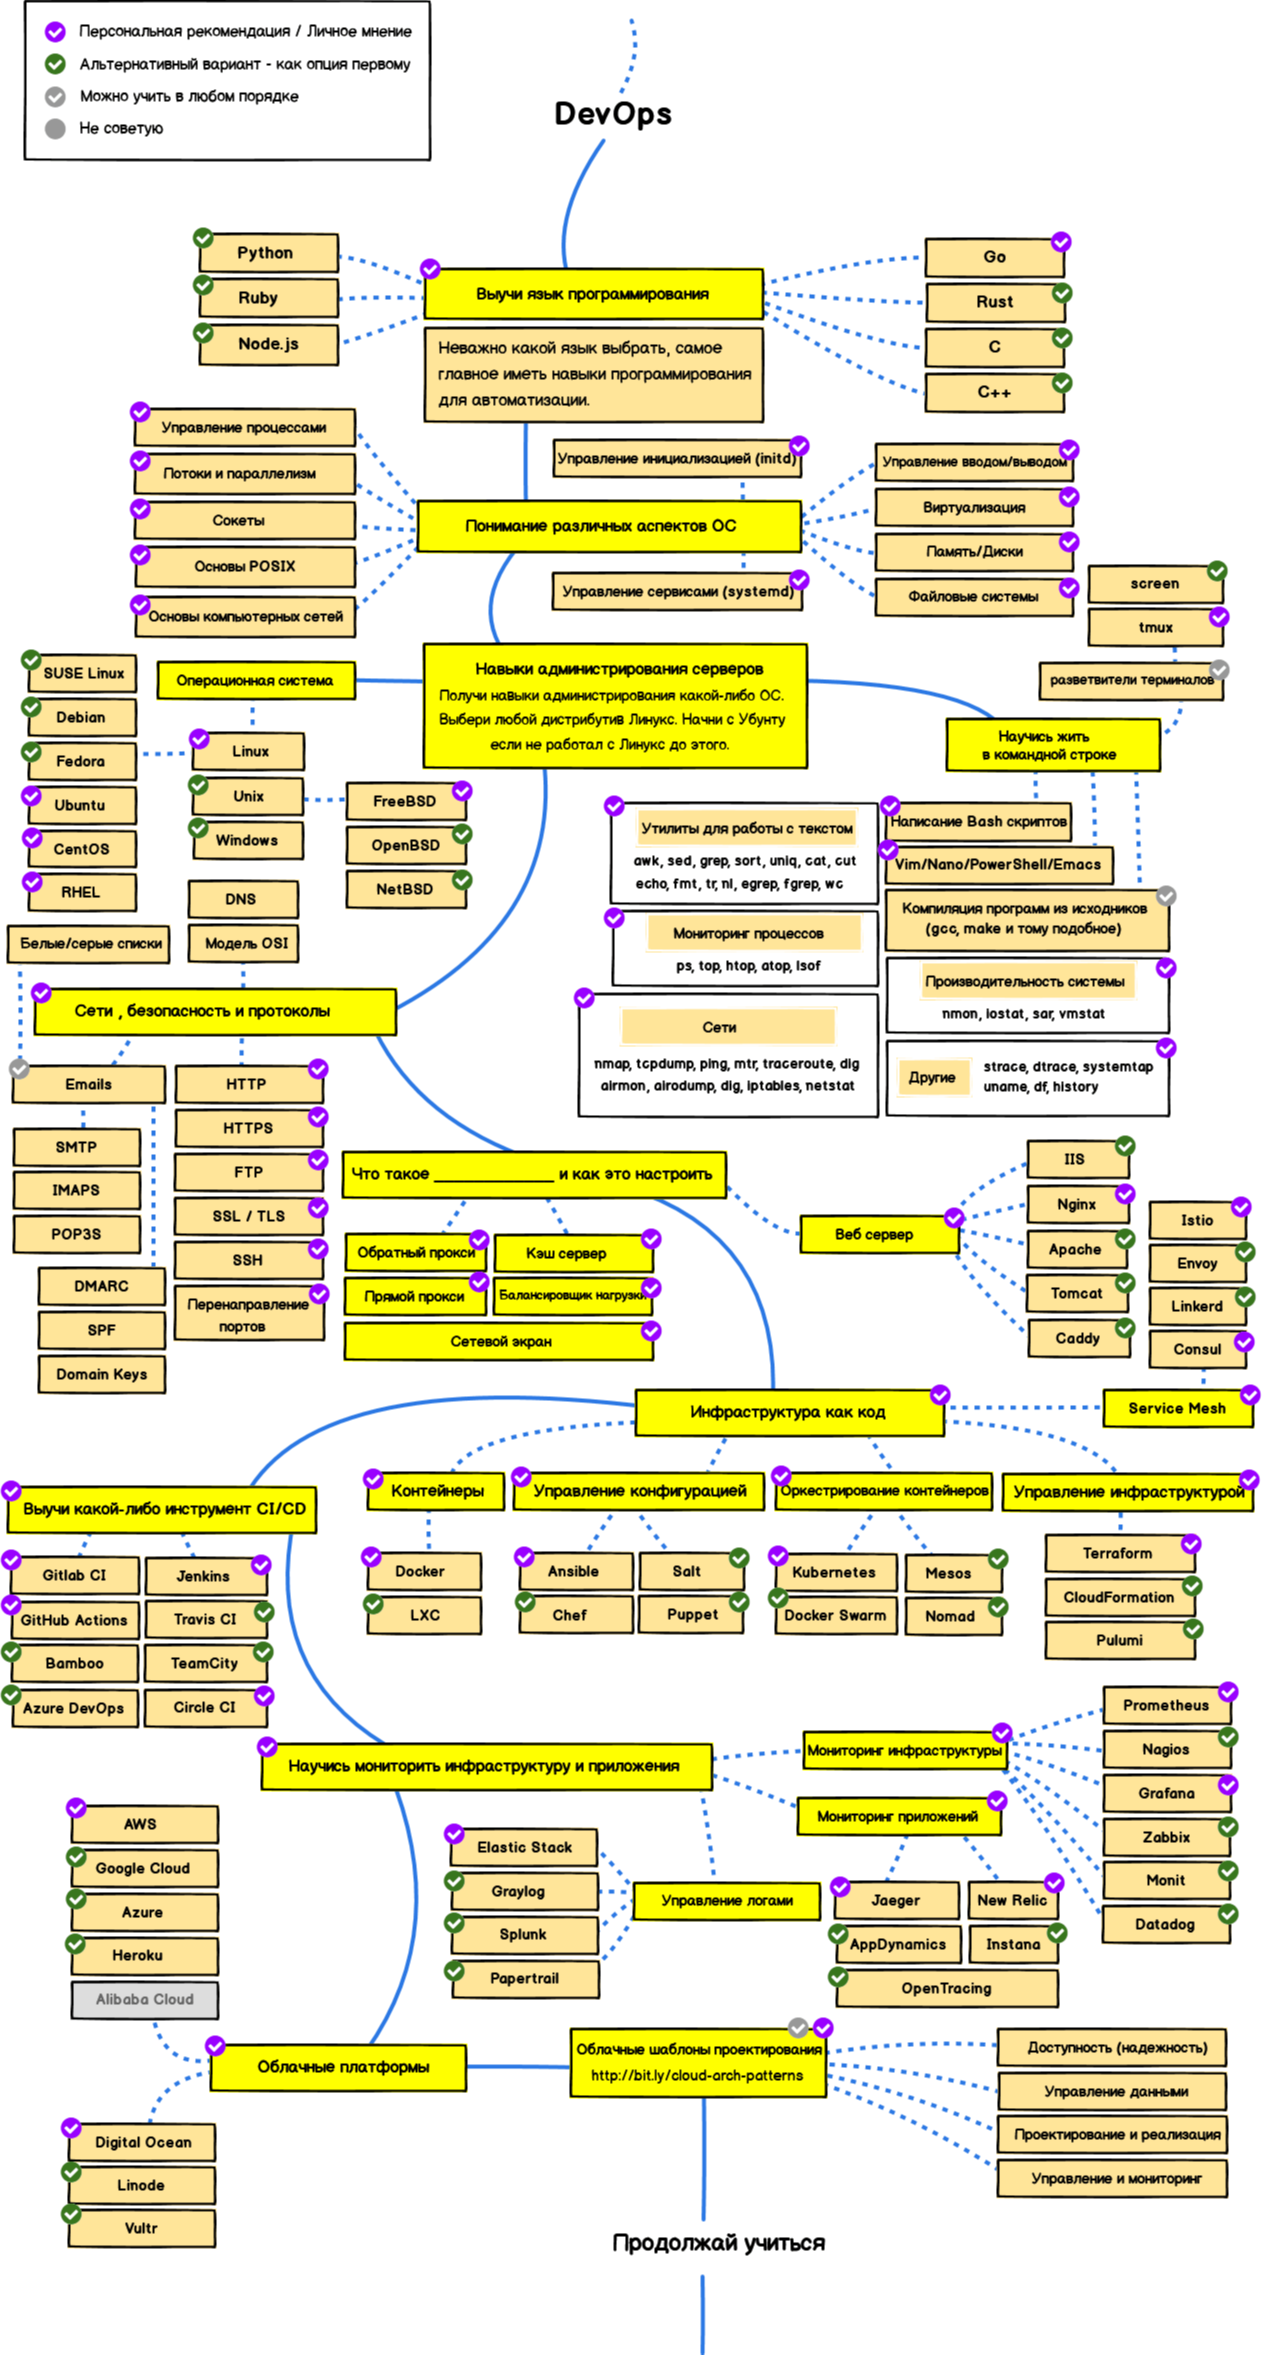 Персональная рекомендация / Личное мнение
Альтернативный вариант - как опция первому
Можно учить в любом порядке
Не советую
DevOps
Python
Ruby
Node.js
Выучи язык программирования
Неважно какой язык выбрать, самое
главное иметь навыки программирования
для автоматизации.
Go
Rust
C
C++
Управление процессами
Потоки и параллелизм
Сокеты
Основы POSIX
Основы компьютерных сетей
Управление инициализацией (initd)
Понимание различных аспектов ОС
Управление сервисами (systemd)
Управление вводом/выводом
Виртуализация
Память/Диски
Файловые системы
screen
tmux
разветвители терминалов
Научись жить
в командной строке
Навыки администрирования серверов
Получи навыки администрирования какой-либо ОС.
Выбери любой дистрибутив Линукс. Начни с Убунту
если не работал с Линукс до этого.
Операционная система
SUSE Linux
Debian
Fedora
Ubuntu
CentOS
RHEL
Linux
Unix
Windows
FreeBSD
OpenBSD
NetBSD
Утилиты для работы с текстом
awk, sed, grep, sort, uniq, cat, cut
echo, fmt, tr, nl, egrep, fgrep, wc
Мониторинг процессов
ps, top, htop, atop, lsof
Сети
nmap, tcpdump, ping, mtr, traceroute, dig
airmon, airodump, dig, iptables, netstat
Написание Bash скриптов
Vim/Nano/PowerShell/Emacs
Компиляция программ из исходников
(gcc, make и тому подобное)
Производительность системы
nmon, iostat, sar, vmstat
Другие
strace, dtrace, systemtap
uname, df, history
DNS
Модель OSI
Белые/серые списки
Сети , безопасность и протоколы
Emails
SMTP
IMAPS
POP3S
DMARC
SPF
Domain Keys
HTTP
HTTPS
FTP
SSL / TLS
SSH
Перенаправление
портов
Что такое ______________ и как это настроить
Обратный прокси
Кэш сервер
Прямой прокси
Балансировщик нагрузки
Сетевой экран
Веб сервер
IIS
Nginx
Apache
Tomcat
Caddy
Istio
Envoy
Linkerd
Consul
Service Mesh
Инфраструктура как код
Контейнеры
Docker
LXC
Управление конфигурацией
Ansible
Salt
Chef
Puppet
Оркестрирование контейнеров
Kubernetes
Mesos
Docker Swarm
Nomad
Управление инфраструктурой
Terraform
CloudFormation
Pulumi
Выучи какой-либо инструмент CI/CD
Gitlab CI
Jenkins
GitHub Actions
Travis CI
Bamboo
TeamCity
Azure DevOps
Circle CI
Научись мониторить инфраструктуру и приложения
Мониторинг инфраструктуры
Prometheus
Nagios
Grafana
Zabbix
Monit
Datadog
Мониторинг приложений
Jaeger
New Relic
AppDynamics
Instana
OpenTracing
Управление логами
Elastic Stack
Graylog
Splunk
Papertrail
AWS
Google Cloud
Azure
Heroku
Alibaba Cloud
Облачные платформы
Digital Ocean
Linode
Vultr
Облачные шаблоны проектирования
http://bit.ly/cloud-arch-patterns
Доступность (надежность)
Управление данными
Проектирование и реализация
Управление и мониторинг
Продолжай учиться